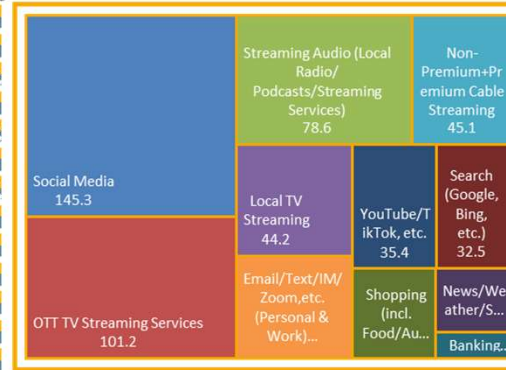 Social Media
145.3
OTT TV Streaming Services
101.2
Streaming Audio (Local
Radio/
Podcasts/Streaming
Services)
78.6
Non-
Premium+Pr
emium Cable
Streaming
45.1
Local TV
Streaming
44.2
YouTube/T
ikTok, etc.
35.4
Search
(Google,
Bing,
etc.)
32.5
Email/Text/IM/
Zoom,etc.
(Personal &
Work)...
Shopping
(incl.
Food/Au...
News/We
ather/S...
Banking...